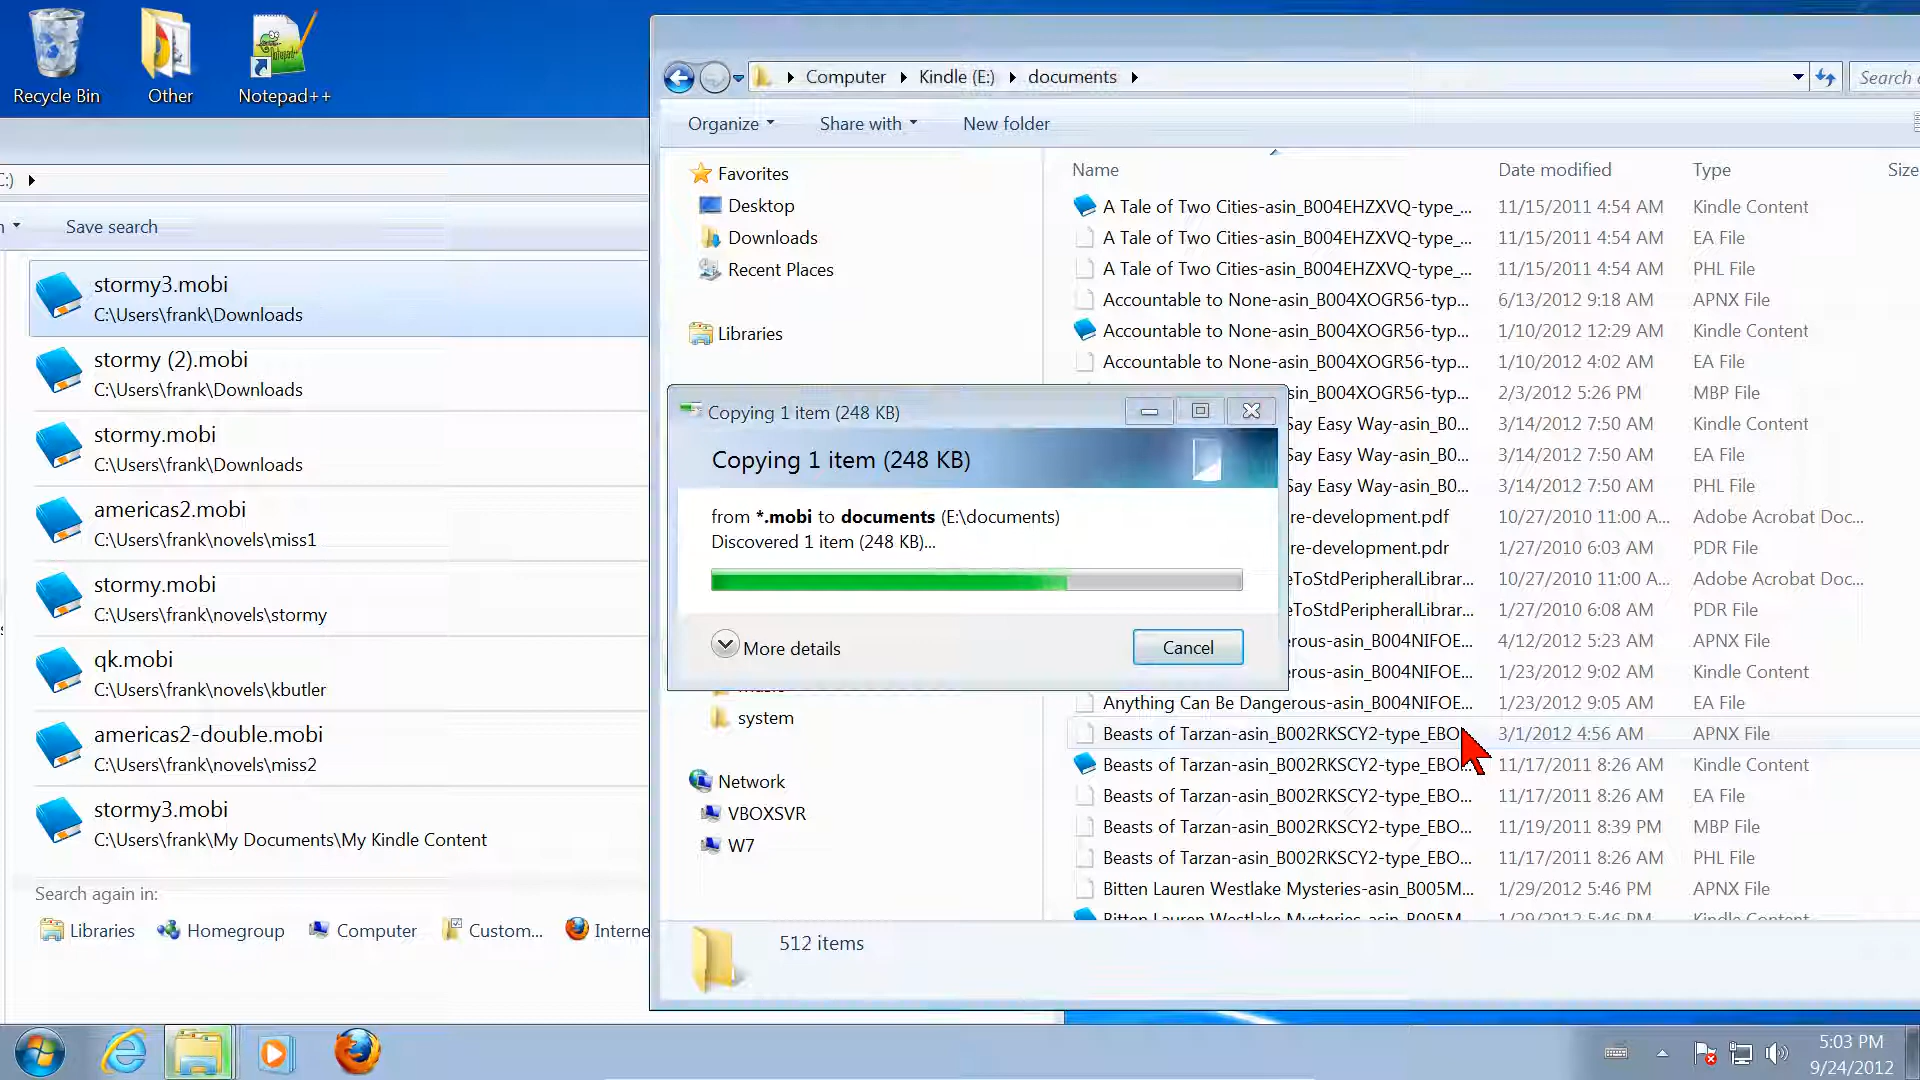 Recycle Bin
Other
Notepad++
:)
Save search
stormy3.mobi
C:\Users\frank\Downloads
stormy (2).mobi
C:\Users\frank\Downloads
stormy.mobi
C:\Users\frank\Downloads
americas2.mobi
C:\Users\frank\novels\miss1
stormy.mobi
C:\Users\frank\novels\stormy
qk.mobi
C:\Users\frank\novels\kbutler
americas2-double.mobi
C:\Users\frank\novels\miss2
stormy3.mobi
C:\Users\frank\My Documents\My Kindle Content
Search again in:
Libraries Homegroup Computer Custom... Interne
Computer Kindle (E:) documents
Search
Organize Share with New folder
Favorites
Desktop
Downloads
Recent Places
Libraries
system
Network
VBOXSVR
W7
Name Date modified Type Size
A Tale of Two Cities-asin_B004EHZXVQ-type_... 11/15/2011 4:54 AM Kindle Content
A Tale of Two Cities-asin_B004EHZXVQ-type_... 11/15/2011 4:54 AM EA File
A Tale of Two Cities-asin_B004EHZXVQ-type_... 11/15/2011 4:54 AM PHL File
Accountable to None-asin_B004XOGR56-typ... 6/13/2012 9:18 AM APNX File
Accountable to None-asin_B004XOGR56-typ... 1/10/2012 12:29 AM Kindle Content
Accountable to None-asin_B004XOGR56-typ... 1/10/2012 4:02 AM EA File
sin_B004XOGR56-typ... 2/3/2012 5:26 PM MBP File
Say Easy Way-asin_B0... 3/14/2012 7:50 AM Kindle Content
Say Easy Way-asin_B0... 3/14/2012 7:50 AM EA File
Say Easy Way-asin_B0... 3/14/2012 7:50 AM PHL File
re-development.pdf 10/27/2010 11:00 A... Adobe Acrobat Doc...
re-development.pdr 1/27/2010 6:03 AM PDR File
eToStdPeripheralLibrar... 10/27/2010 11:00 A... Adobe Acrobat Doc...
eToStdPeripheralLibrar... 1/27/2010 6:08 AM PDR File
erous-asin_B004NIFOE... 4/12/2012 5:23 AM APNX File
erous-asin_B004NIFOE... 1/23/2012 9:02 AM Kindle Content
Anything Can Be Dangerous-asin_B004NIFOE... 1/23/2012 9:05 AM EA File
Beasts of Tarzan-asin_B002RKSCY2-type_EBO 3/1/2012 4:56 AM APNX File
Beasts of Tarzan-asin_B002RKSCY2-type_EBO... 11/17/2011 8:26 AM Kindle Content
Beasts of Tarzan-asin_B002RKSCY2-type_EBO... 11/17/2011 8:26 AM EA File
Beasts of Tarzan-asin_B002RKSCY2-type_EBO... 11/19/2011 8:39 PM MBP File
Beasts of Tarzan-asin_B002RKSCY2-type_EBO... 11/17/2011 8:26 AM PHL File
Bitten Lauren Westlake Mysteries-asin_B005M... 1/29/2012 5:46 PM APNX File
Bitten Lauren Westlake Mysteries-asin_B005M 1/29/2012 5:46 PM Kindle Content
512 items
Copying 1 item (248 KB)
Copying 1 item (248 KB)
from *.mobi to documents (E:\documents)
Discovered 1 item (248 KB)...
More details
Cancel
5:03 PM
9/24/2012